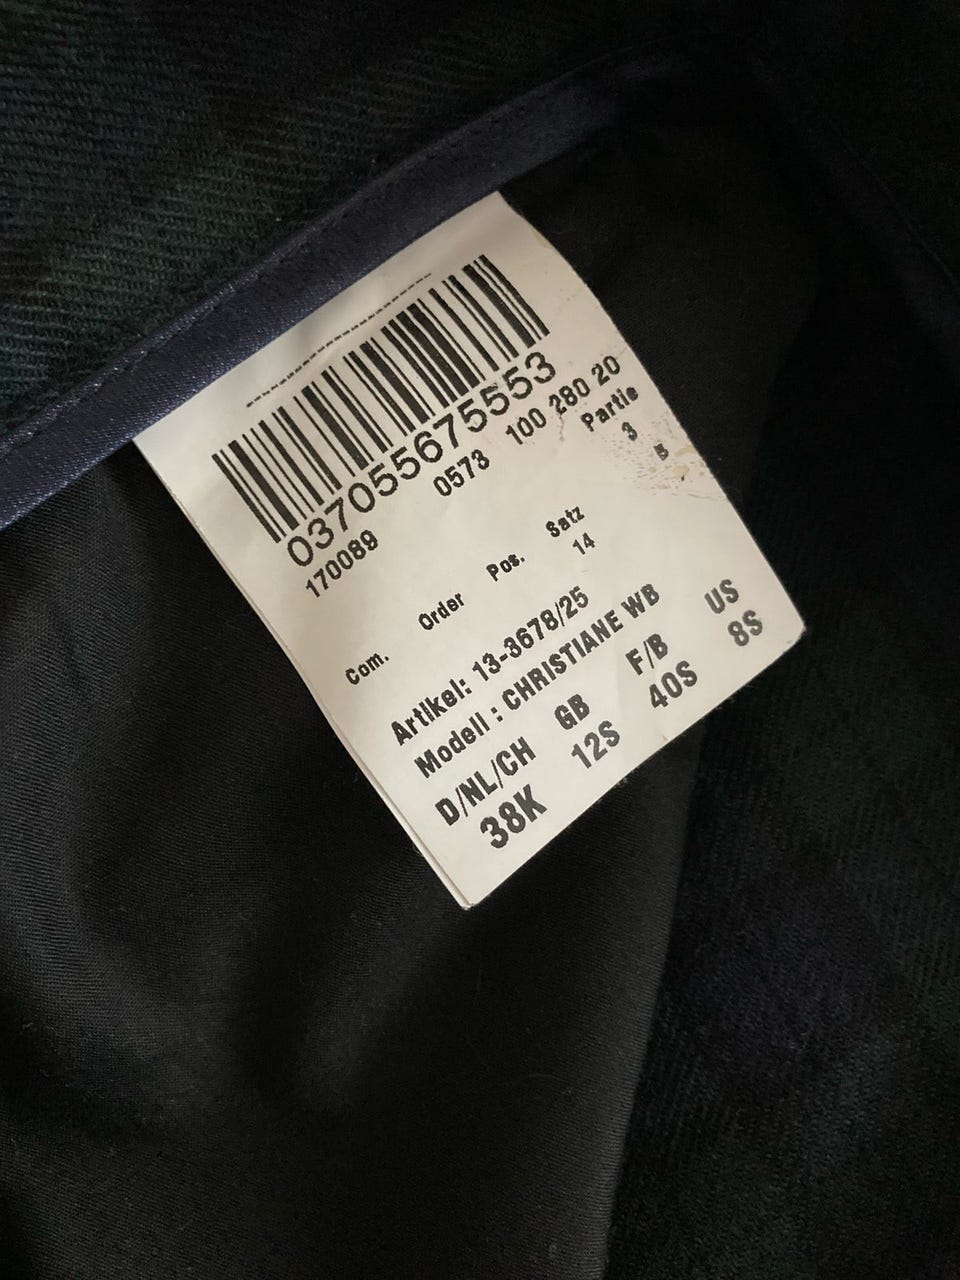 037055675553
170089 0573 100 280 20
Partie
3
Com. Order Pos. Satz
14
Artikel: 13-3678/25
Modell : CHRISTIANE WB
D/NL/CH GB F/B US
38K 12S 40S 8S